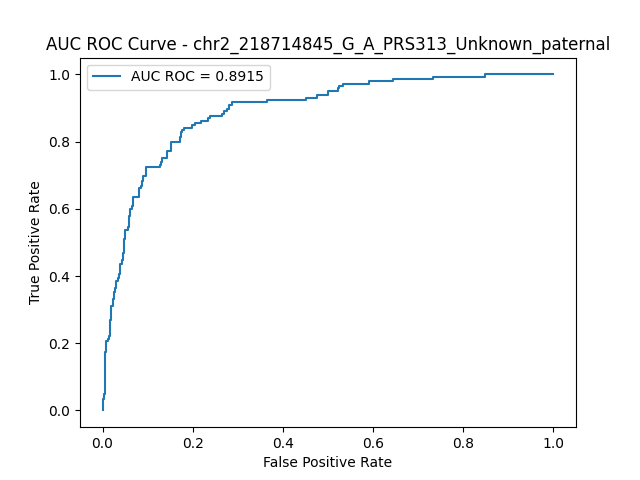 AUC ROC Curve - chr2_218714845_G_A_PRS313_Unknown_paternal
AUC ROC = 0.8915
True Positive Rate
1.0
0.8
0.6
0.4
0.2
0.0
0.0 0.2 0.4 0.6 0.8 1.0
False Positive Rate